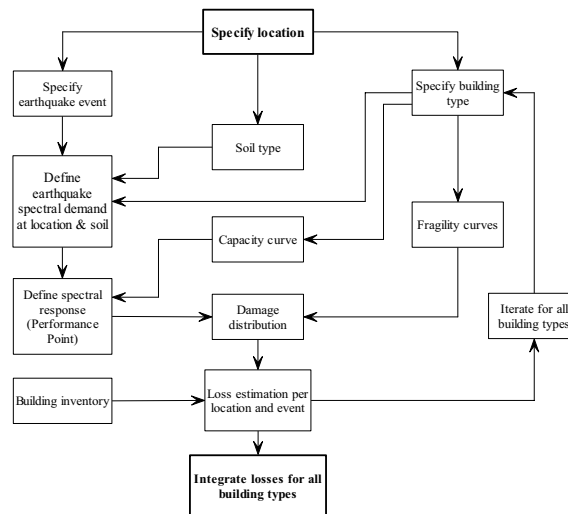 Specify location
Specify
earthquake event
Specify building
type
Soil type
Define
earthquake
spectral demand
at location & soil
Capacity curve
Fragility curves
Define spectral
response
(Performance
Point)
Damage
distribution
Iterate for all
building types
Building inventory
Loss estimation per
location and event
Integrate losses for all
building types